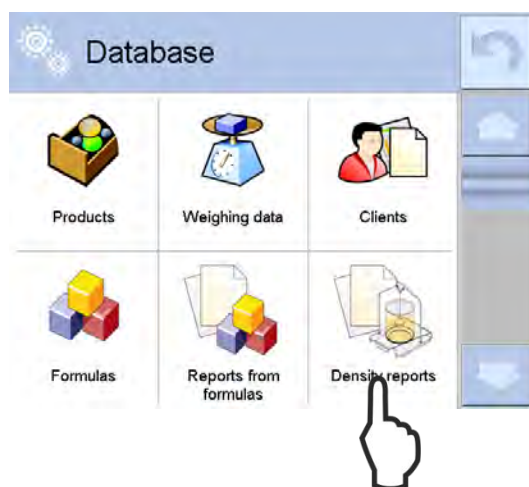 Database
Products
Weighing data
Clients
Formulas
Reports from
formulas
Density reports